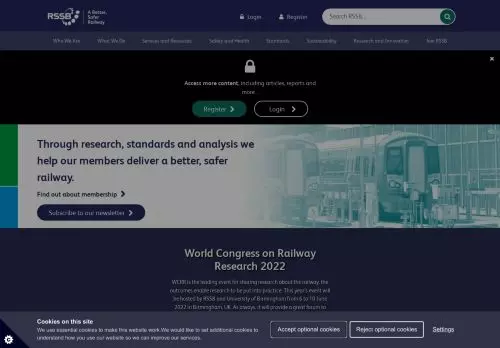 RSSB
A Better,
Safer
Railway
Login
Register
Search RSSB...
Who We Are
What We Do
Services and Resources
Safety and Health
Standards
Sustainability
Research and Innovation
Join RSSB
Access more content, including articles, reports and
more...
Register
Login
Through research, standards and analysis we
help our members deliver a better, safer
railway.
Find out about membership
Subscribe to our newsletter
World Congress on Railway
Research 2022
WCRR is the leading event for sharing research about the railway, the
outcomes enable research to be put into practice. This year's event will
be hosted by RSSB and University of Birmingham from 6 to 10 June
2022 in Birmingham, UK. As always, it will provide a great forum to
Cookies on this site
We use essential cookies to make this website work.We would like to set additional cookies to
understand how you use our website so we can improve our services.
Accept optional cookies
Reject optional cookies
Settings